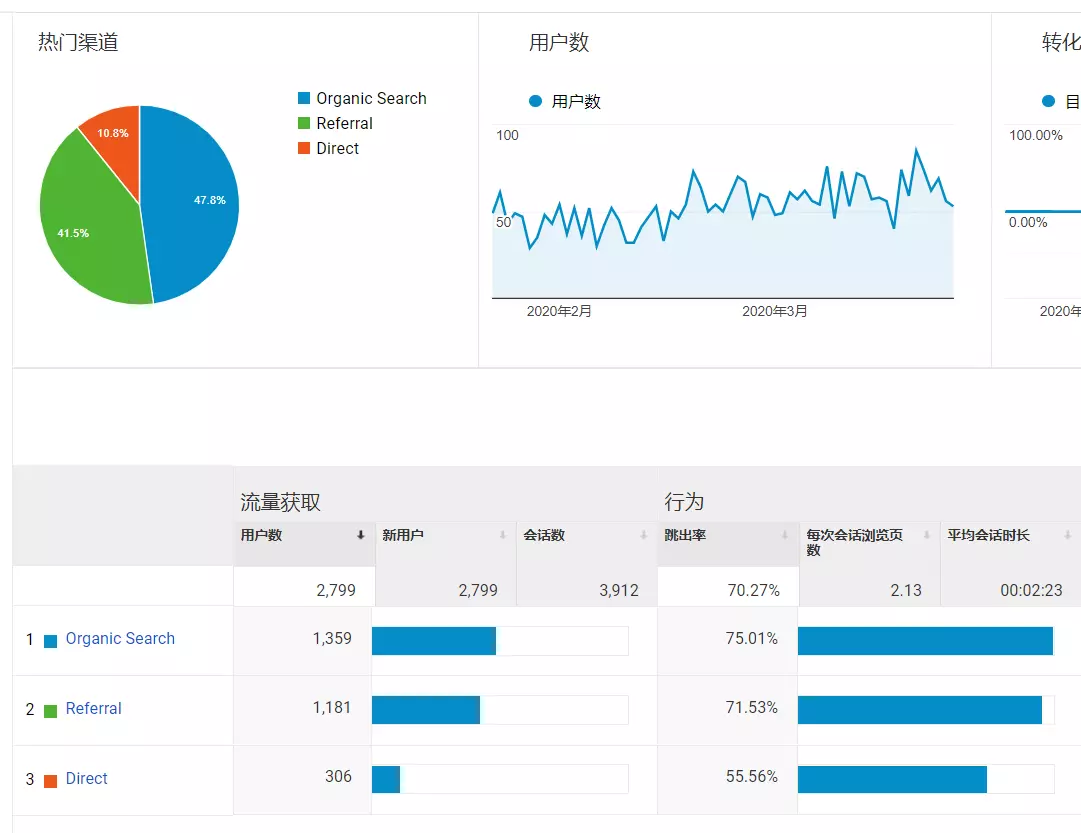 热门渠道
Organic Search
Referral
Direct
10.8%
47.8%
41.5%
用户数
用户数
100
50
2020年2月
2020年3月
转化
目
100.00%
0.00%
2020年
流量获取
行为
用户数
新用户
会话数
跳出率
每次会话浏览页
数
平均会话时长
2,799
2,799
3,912
70.27%
2.13
00:02:23
1 Organic Search 1,359 75.01%
2 Referral 1,181 71.53%
3 Direct 306 55.56%